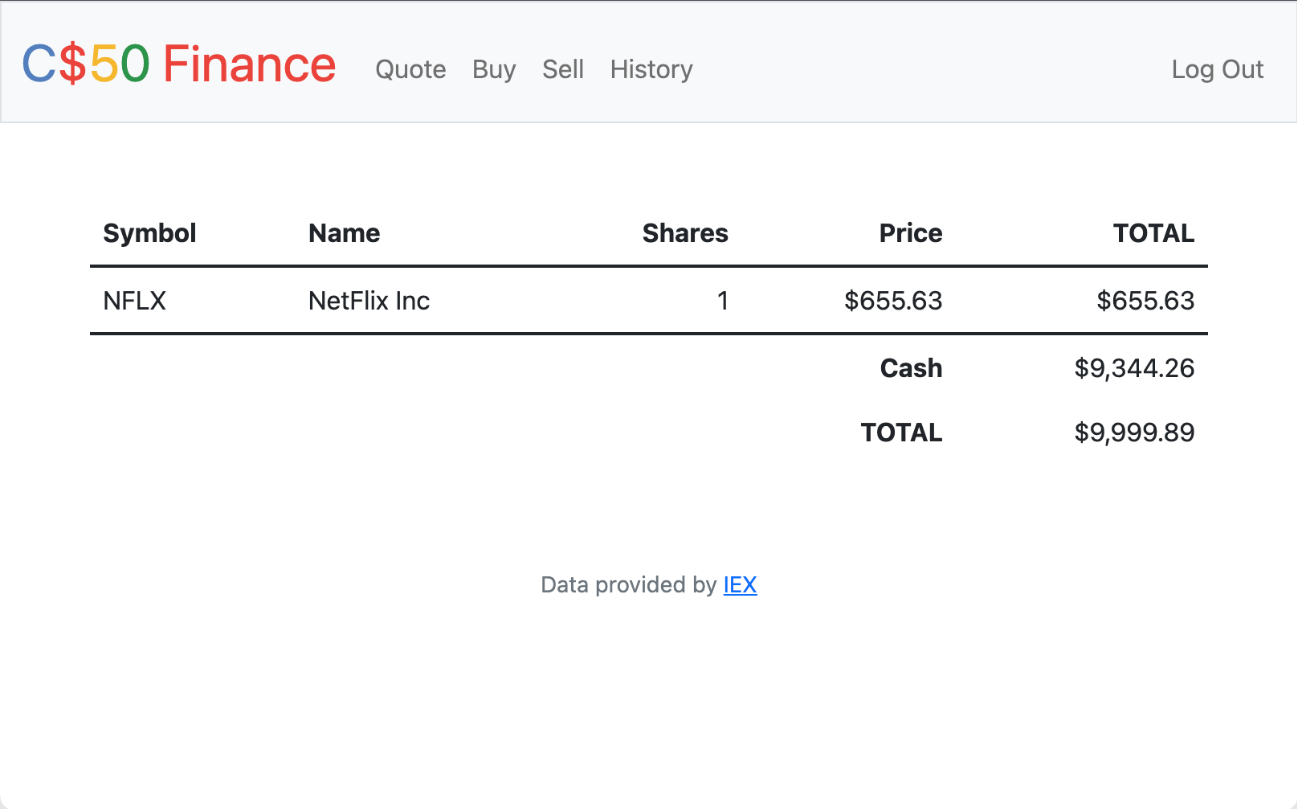 C$50 Finance Quote Buy Sell History Log Out
Symbol Name Shares Price TOTAL
NFLX NetFlix Inc 1 $655.63 $655.63
Cash $9,344.26
TOTAL $9,999.89
Data provided by IEX